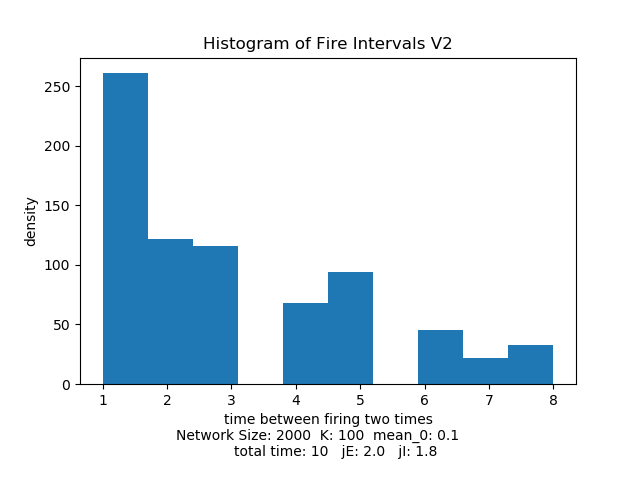 Histogram of Fire Intervals V2
250
200
150
100
50
0
density
1 2 3 4 5 6 7 8
time between firing two times
Network Size: 2000 K: 100 mean_0: 0.1
total time: 10 jE: 2.0 jI: 1.8